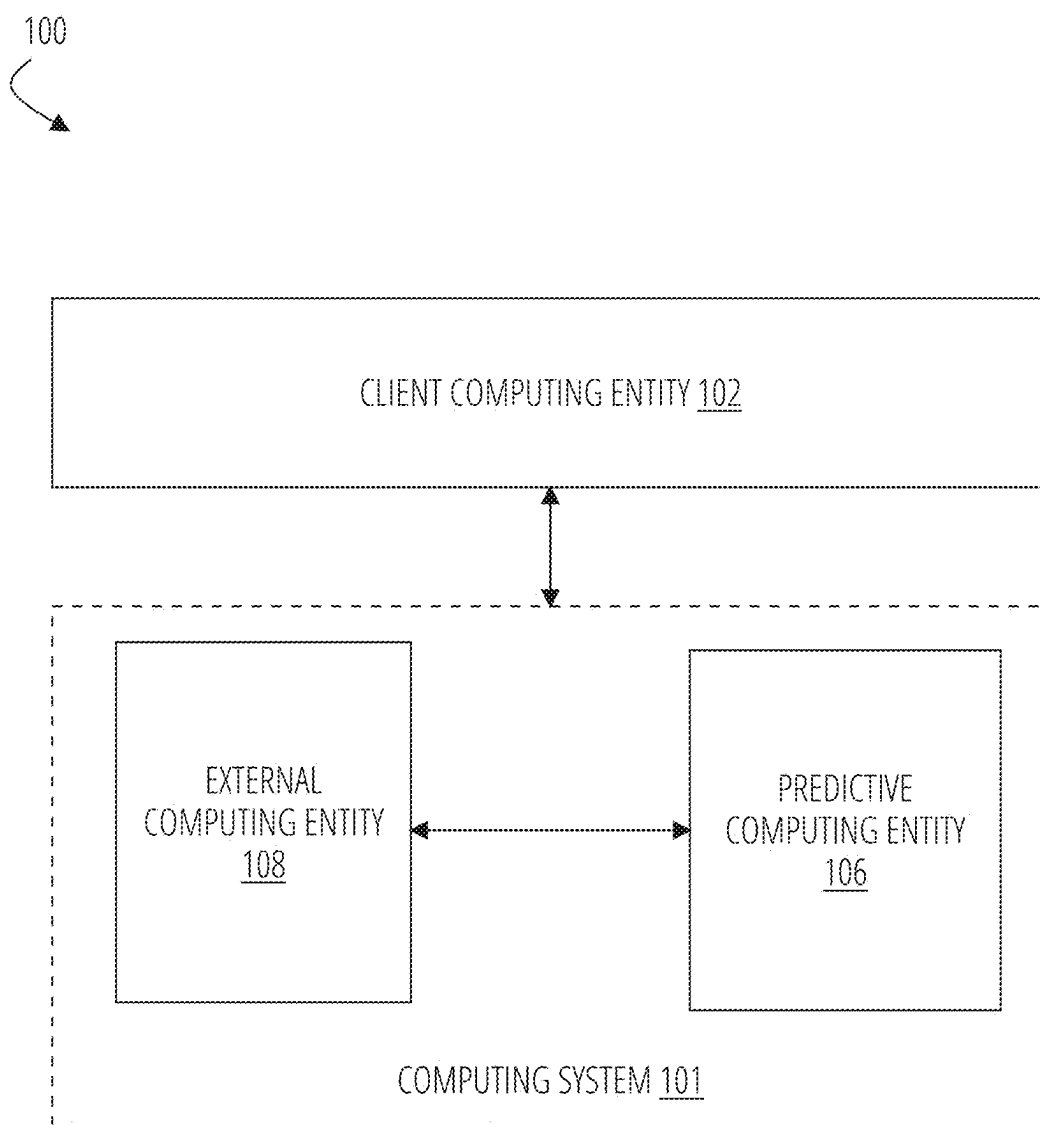 100
CLIENT COMPUTING ENTITY 102
EXTERNAL
COMPUTING ENTITY
108
PREDICTIVE
COMPUTING ENTITY
106
COMPUTING SYSTEM 101